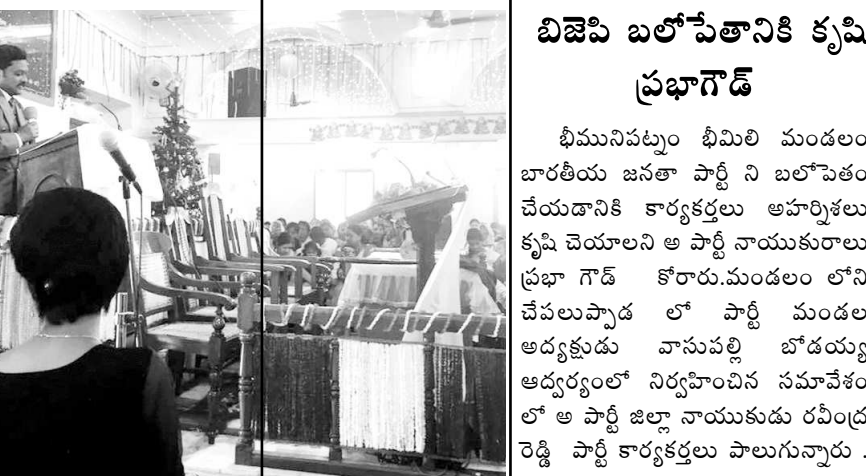 బిజెపి బలోపేతానికి కృషి
ప్రభాగౌడ్
భీమునిపట్నం భీమిలి మండలం
బారతీయ జనతా పార్టీ ని బలోపెతం
చేయడానికి కార్యకర్తలు అహర్నిశలు
కృషి చెయాలని అ పార్టీ నాయుకురాలు
ప్రభా గౌడ్ కోరారు.మండలం లోని
చేపలుప్పాడ లో పార్టీ మండల
అద్యక్షుడు వాసుపల్లి బోడయ్య
ఆద్వర్యంలో నిర్వహించిన సమావేశం
లో అ పార్టీ జిల్లా నాయుకుడు రవీంద్ర
రెడ్డి పార్టీ కార్యకర్తలు పాలుగున్నారు .